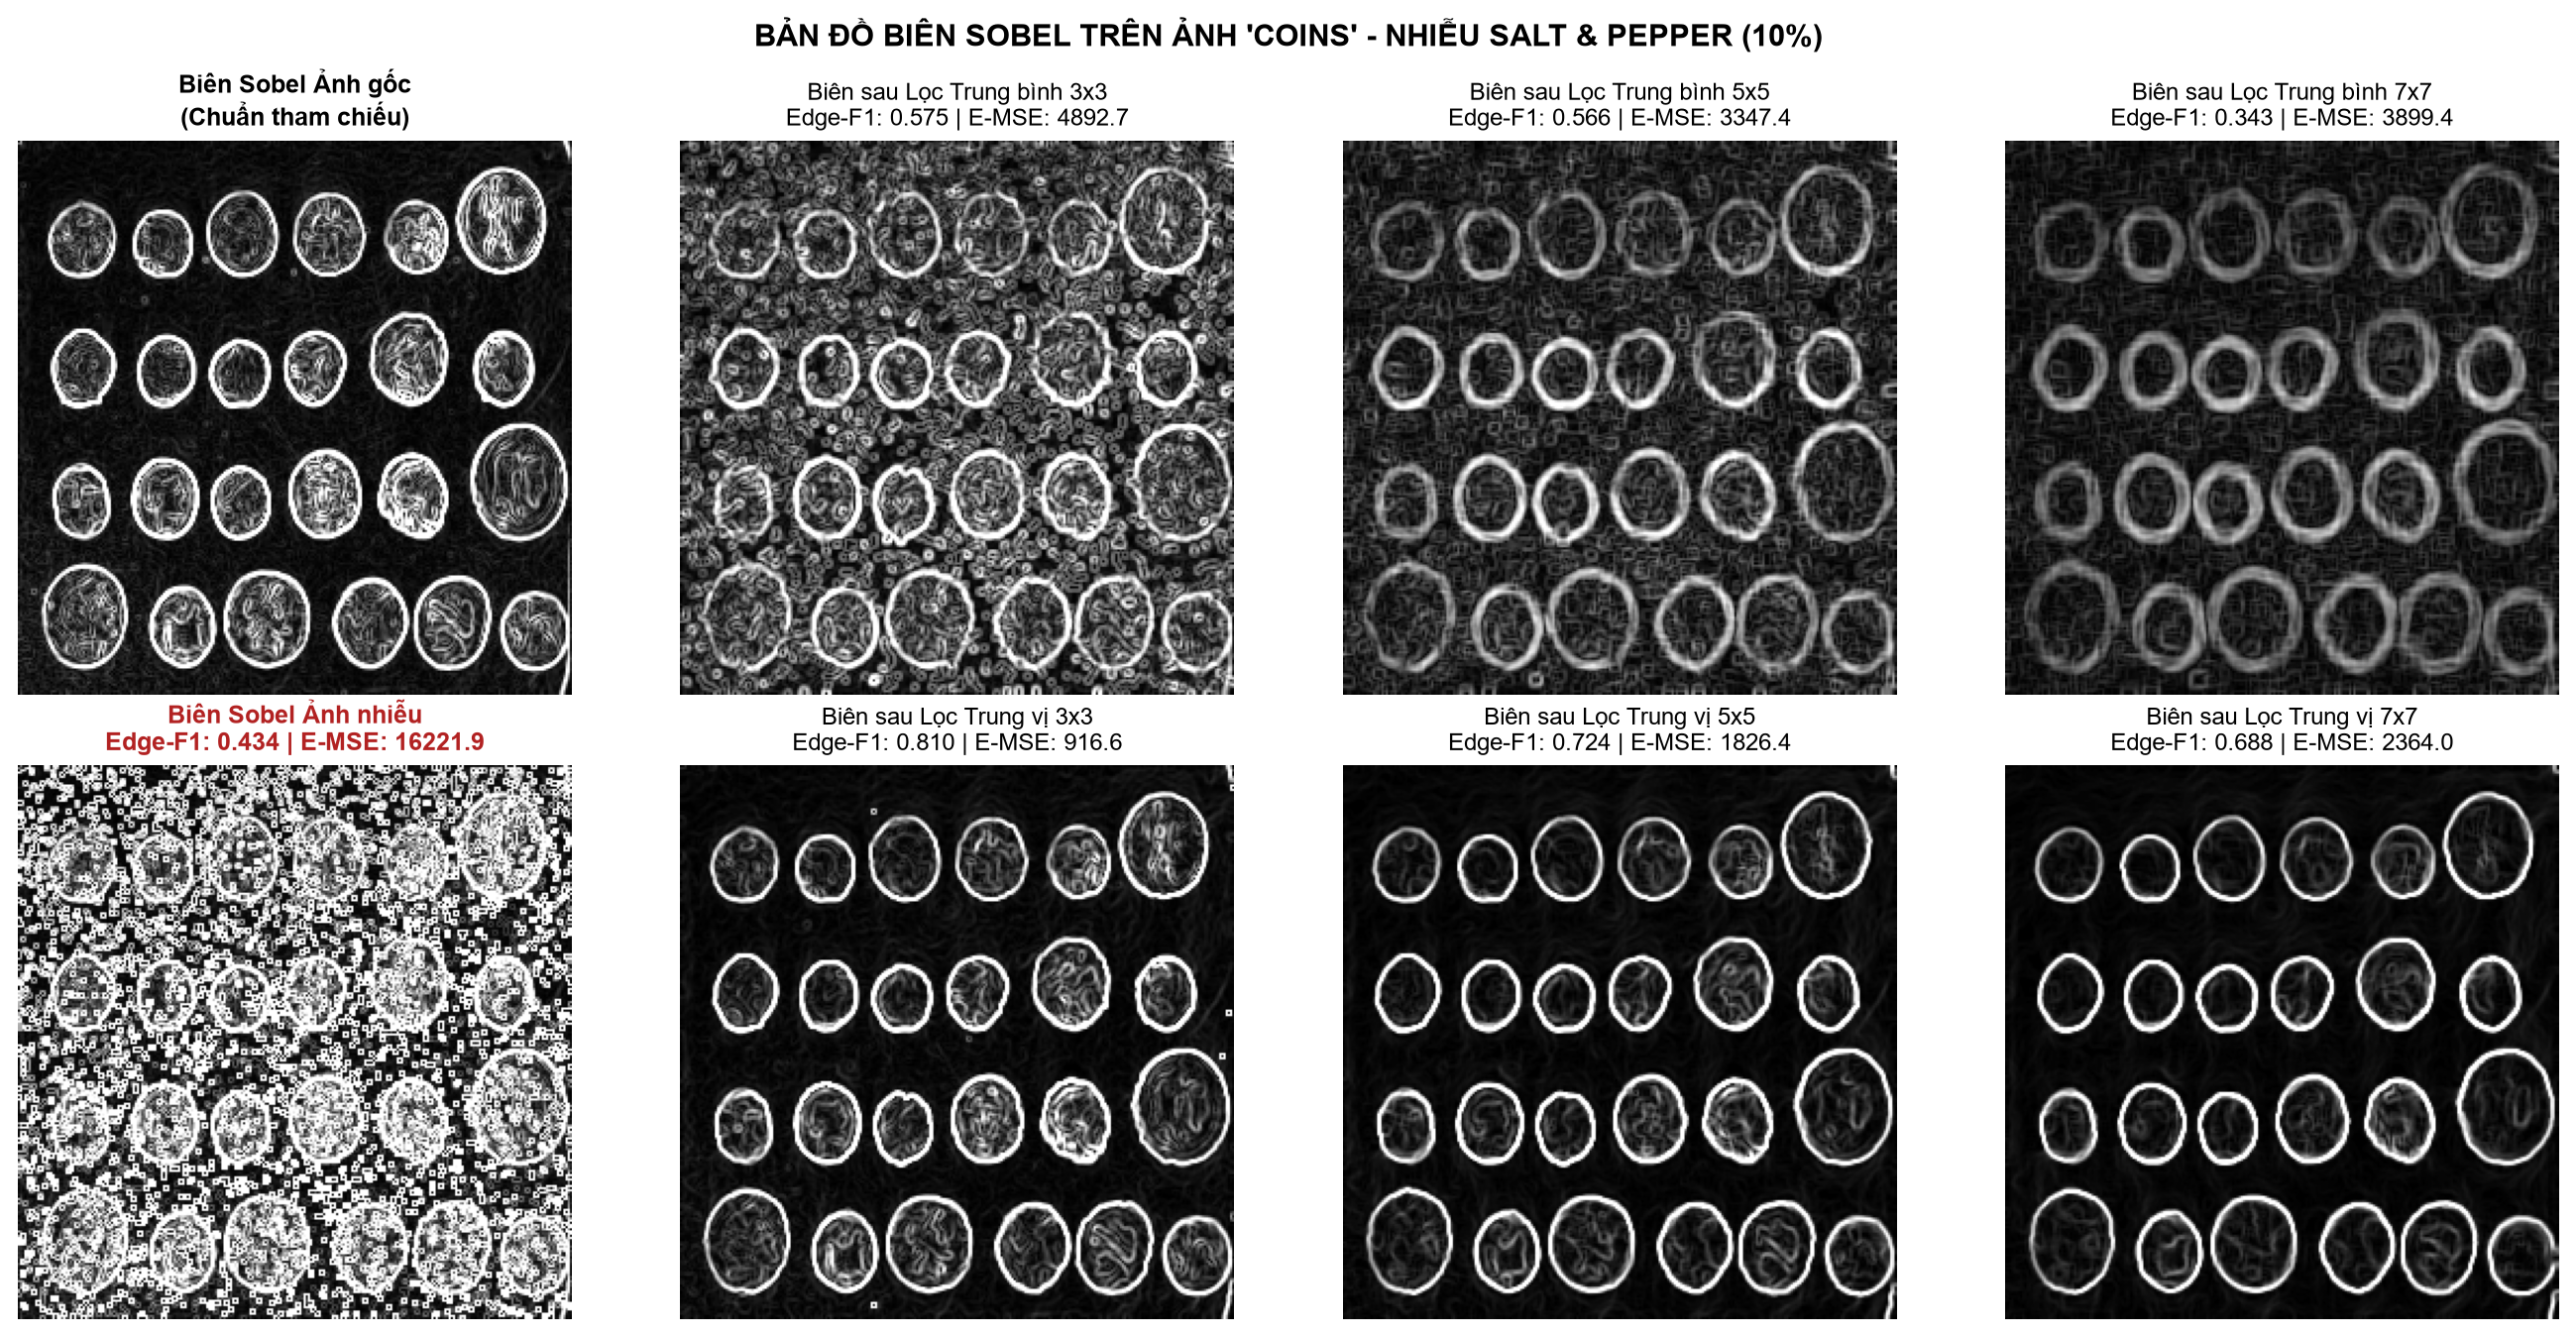 BẢN ĐỒ BIÊN SOBEL TRÊN ẢNH 'COINS' - NHIỄU SALT & PEPPER (10%)
Biên Sobel Ảnh gốc
(Chuẩn tham chiếu)
Biên sau Lọc Trung bình 3x3
Edge-F1: 0.575 | E-MSE: 4892.7
Biên sau Lọc Trung bình 5x5
Edge-F1: 0.566 | E-MSE: 3347.4
Biên sau Lọc Trung bình 7x7
Edge-F1: 0.343 | E-MSE: 3899.4
Biên Sobel Ảnh nhiễu
Edge-F1: 0.434 | E-MSE: 16221.9
Biên sau Lọc Trung vị 3x3
Edge-F1: 0.810 | E-MSE: 916.6
Biên sau Lọc Trung vị 5x5
Edge-F1: 0.724 | E-MSE: 1826.4
Biên sau Lọc Trung vị 7x7
Edge-F1: 0.688 | E-MSE: 2364.0